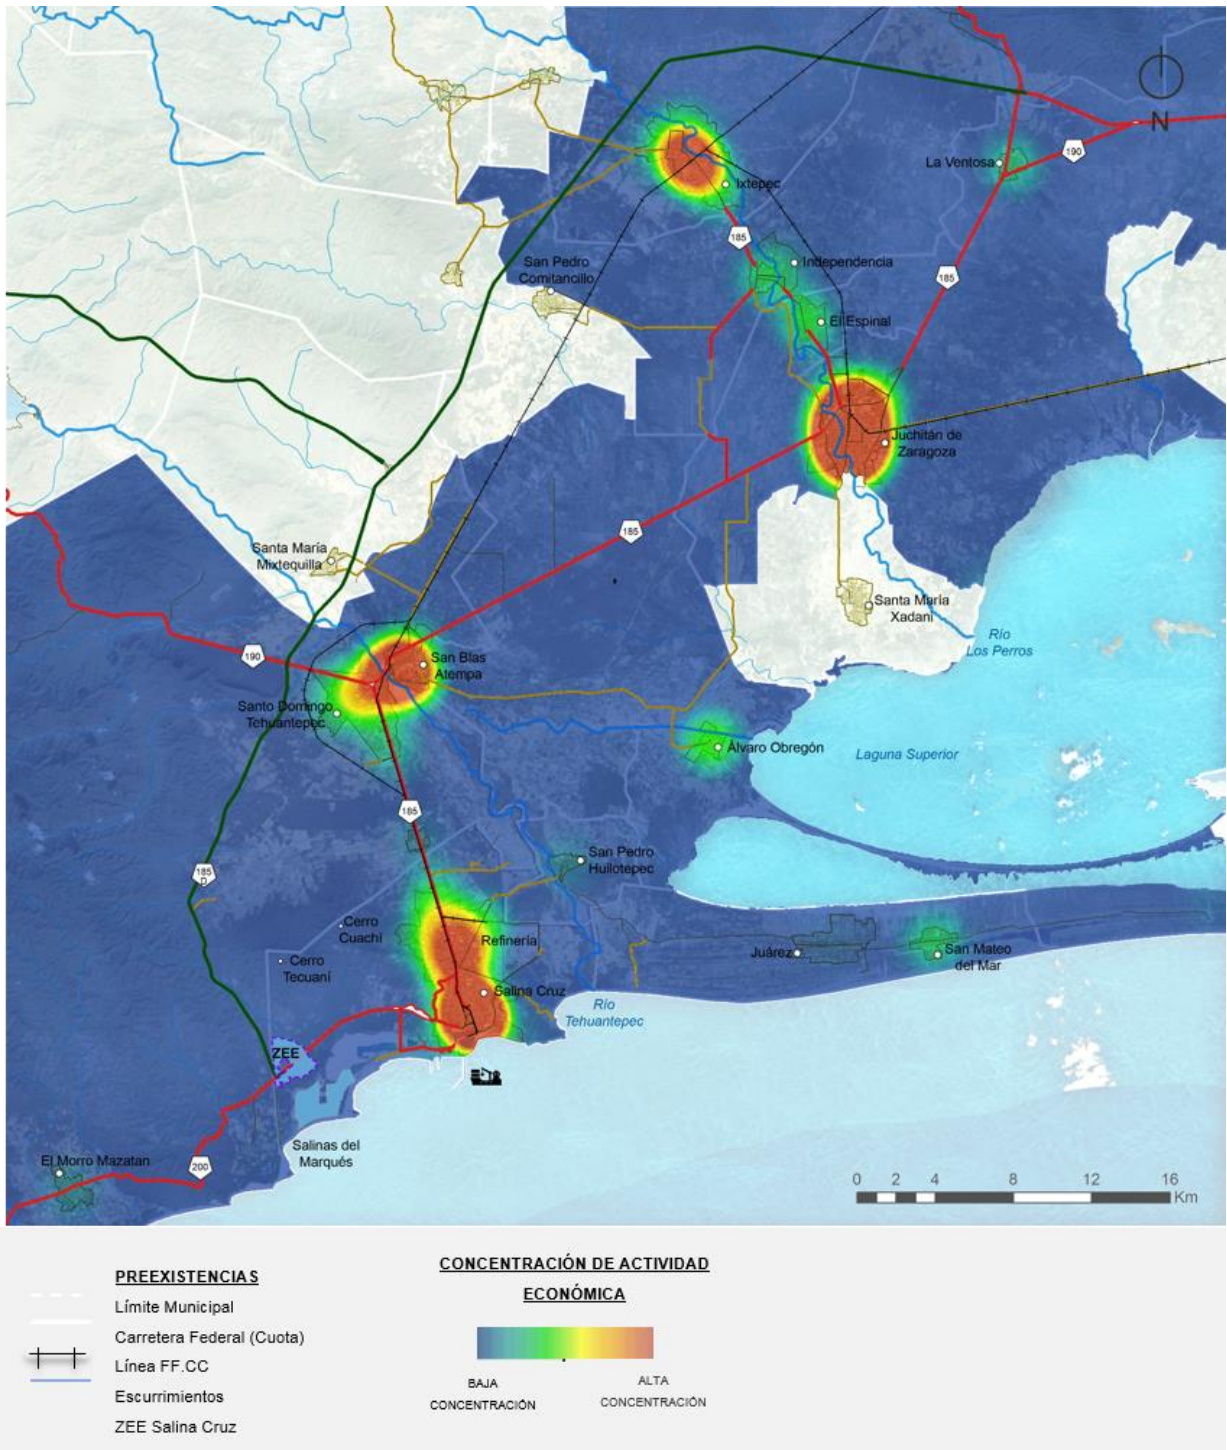 N
La Ventosa
190
Ixtepec
185
San Pedro
Comitancillo
Independencia
185
El Espinal
Juchitán de
Zaragoza
185
Santa María
Mixtequilla
Santa María
Xadani
Río
Los Perros
190
San Blas
Atempa
Santo Domingo
Tehuantepec
Álvaro Obregón
Laguna Superior
185
San Pedro
Huilotepec
185
D
Cerro
Cuachi
Refinería
Juárez
San Mateo
del Mar
Cerro
Tecuaní
Salina Cruz
Río
Tehuantepec
ZEE
Salinas del
Marqués
El Morro Mazatan
200
0 2 4 8 12 16
Km
PREEXISTENCIAS
Límite Municipal
Carretera Federal (Cuota)
Línea FF.CC
Escurrimientos
ZEE Salina Cruz
CONCENTRACIÓN DE ACTIVIDAD
ECONÓMICA
BAJA
CONCENTRACIÓN
ALTA
CONCENTRACIÓN